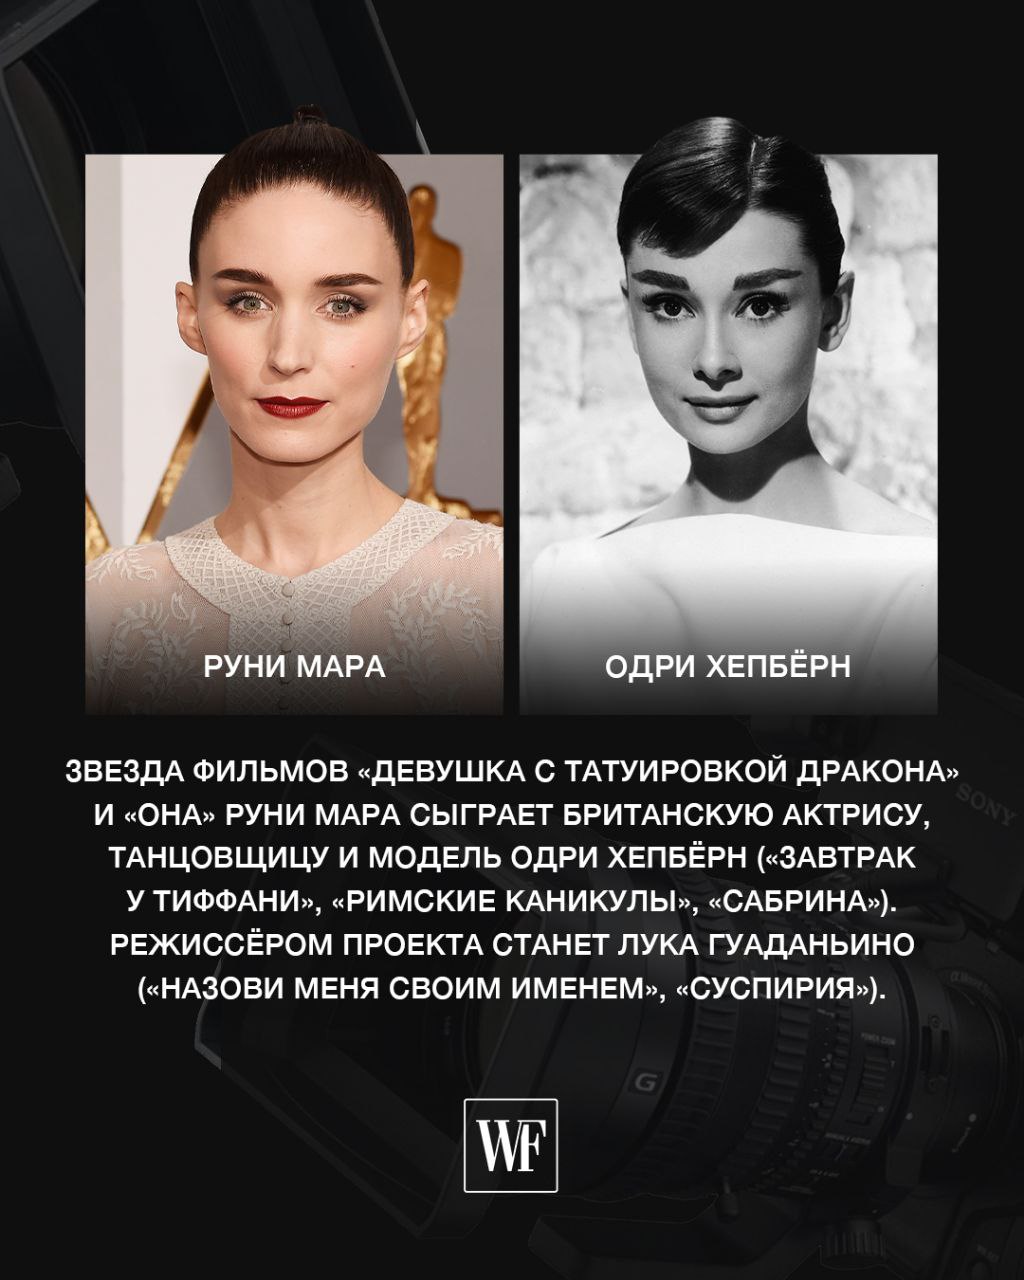 РУНИ МАРА
ОДРИ ХЕПБЁРН
ЗВЕЗДА ФИЛЬМОВ «ДЕВУШКА С ТАТУИРОВКОЙ ДРАКОНА»
И «ОНА» РУНИ МАРА СЫГРАЕТ БРИТАНСКУЮ АКТРИСУ,
ТАНЦОВЩИЦУ И МОДЕЛЬ ОДРИ ХЕПБЁРН («ЗАВТРАК
У ТИФФАНИ», «РИМСКИЕ КАНИКУЛЫ», «САБРИНА»).
РЕЖИССЁРОМ ПРОЕКТА СТАНЕТ ЛУКА ГУАДАНЬИНО
(«НАЗОВИ МЕНЯ СВОИМ ИМЕНЕМ», «СУСПИРИЯ»).
SONY
G
WF